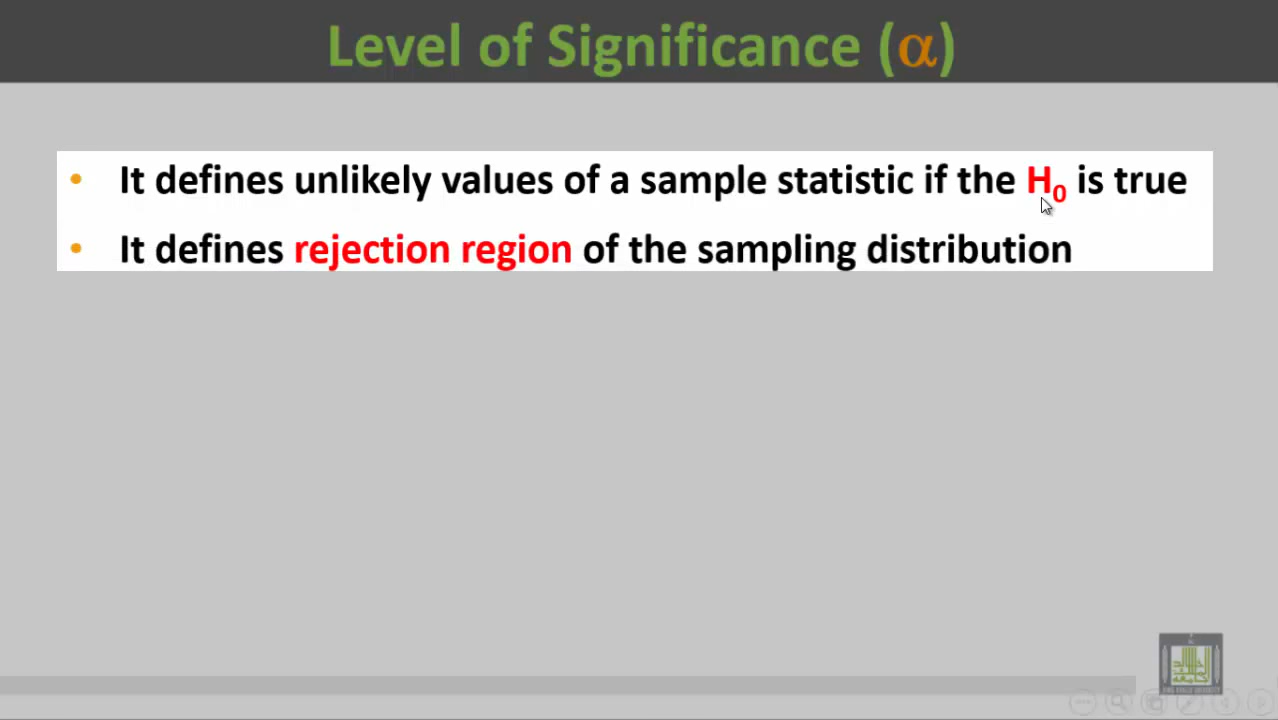 Level of Significance (α)
• It defines unlikely values of a sample statistic if the H₀ is true
• It defines rejection region of the sampling distribution